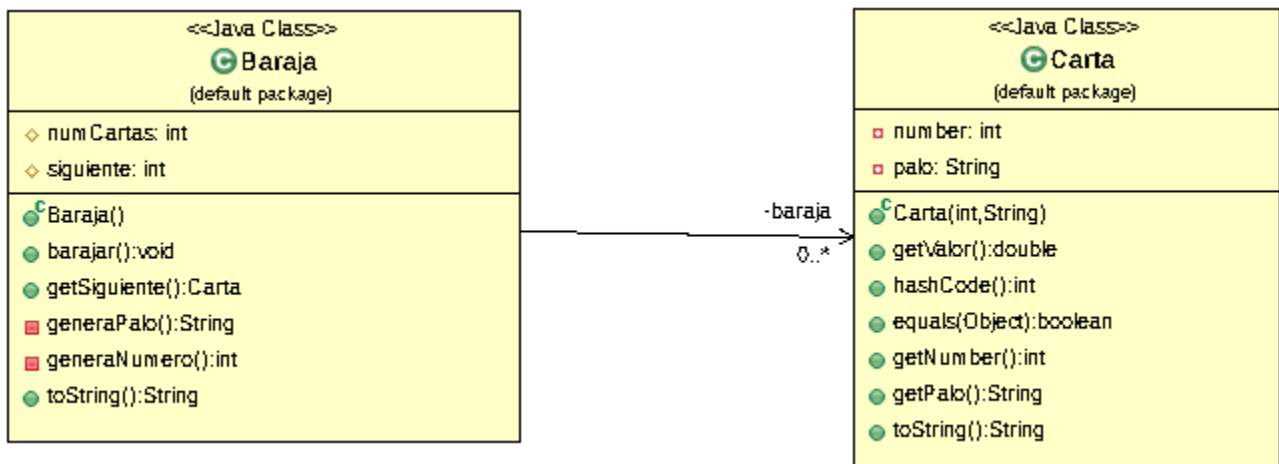 <<Java Class>>
C Baraja
(default package)
numCartas: int
siguiente: int
C Baraja()
barajar():void
getSiguiente():Carta
generaPalo():String
generaNumero():int
toString():String
-baraja
0..*
<<Java Class>>
C Carta
(default package)
number: int
palo: String
C Carta(int,String)
getValor():double
hashCode():int
equals(Object):boolean
getNumber():int
getPalo():String
toString():String